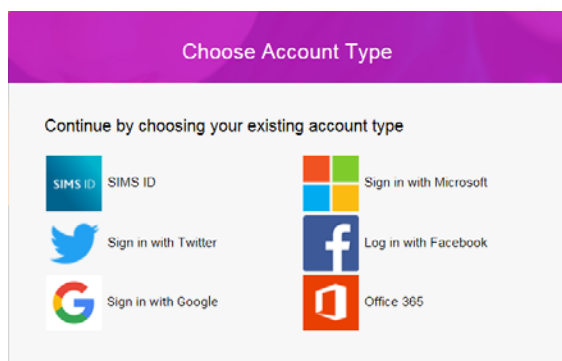 Choose Account Type
Continue by choosing your existing account type
SIMS ID SIMS ID
Sign in with Microsoft
Sign in with Twitter
Log in with Facebook
Sign in with Google
Office 365